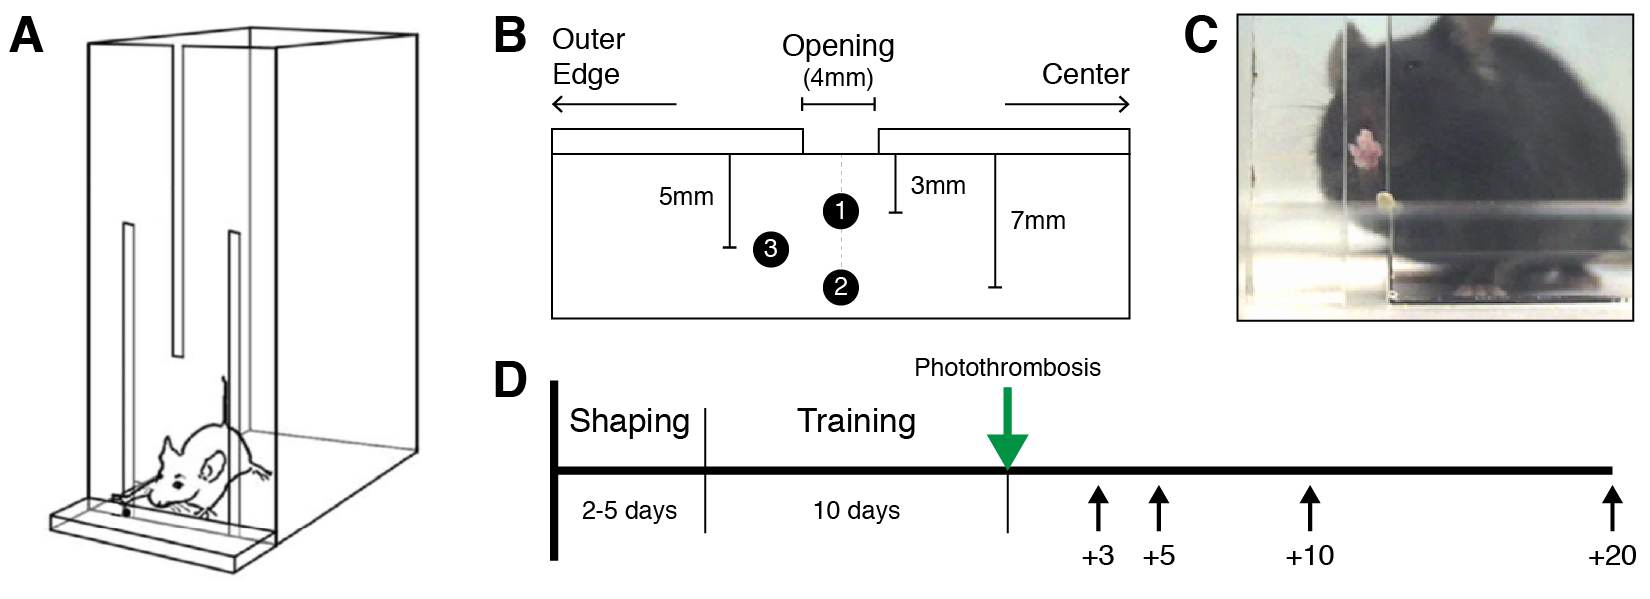 A
B
Outer
Edge
Opening
(4mm)
Center
5mm
3mm
7mm
1
3
2
C
D
Photothrombosis
Shaping
Training
2-5 days
10 days
+3
+5
+10
+20